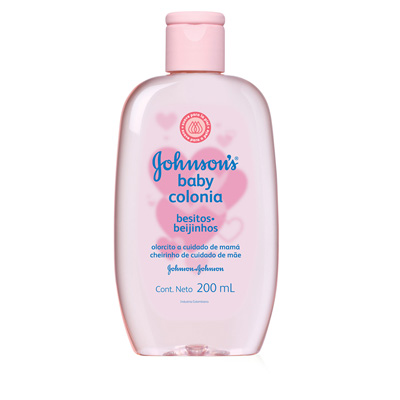 Johnson's®
baby
colonia
besitos•
beijinhos
olorcito a cuidado de mamá
cheirinho de cuidado de mãe
Johnson & Johnson
Cont. Neto 200 mL